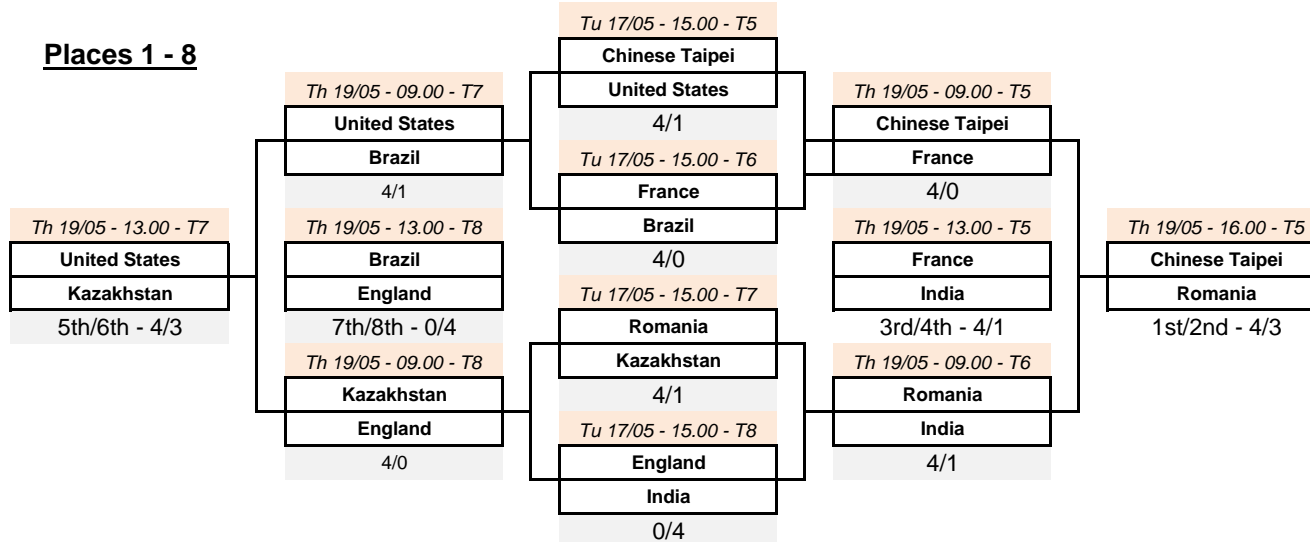 Places 1 - 8
Tu 17/05 - 15.00 - T5
Chinese Taipei
United States
4/1
Th 19/05 - 09.00 - T7
United States
Brazil
4/1
Th 19/05 - 09.00 - T5
Chinese Taipei
France
4/0
Tu 17/05 - 15.00 - T6
France
Brazil
4/0
Th 19/05 - 13.00 - T7
United States
Kazakhstan
5th/6th - 4/3
Th 19/05 - 13.00 - T8
Brazil
England
7th/8th - 0/4
Th 19/05 - 13.00 - T5
France
India
3rd/4th - 4/1
Th 19/05 - 16.00 - T5
Chinese Taipei
Romania
1st/2nd - 4/3
Tu 17/05 - 15.00 - T7
Romania
Kazakhstan
4/1
Th 19/05 - 09.00 - T8
Kazakhstan
England
4/0
Th 19/05 - 09.00 - T6
Romania
India
4/1
Tu 17/05 - 15.00 - T8
England
India
0/4